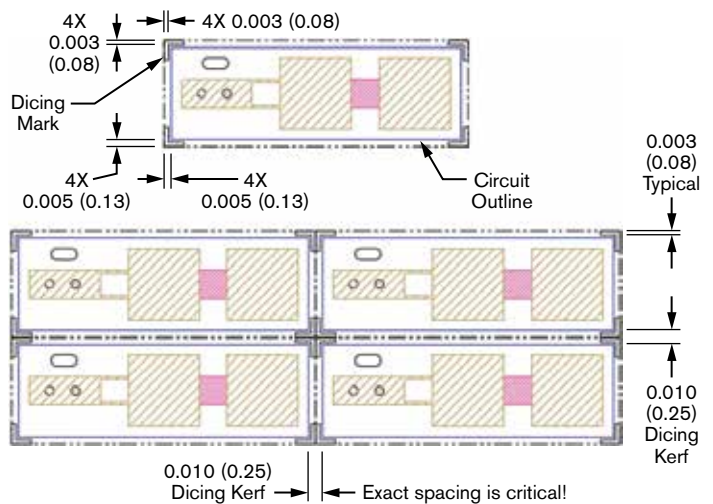 4X
0.003
(0.08)
4X 0.003 (0.08)
Dicing
Mark
4X
0.005 (0.13)
4X
0.005 (0.13)
Circuit
Outline
0.003
(0.08)
Typical
0.010
(0.25)
Dicing
Kerf
0.010 (0.25)
Dicing Kerf
Exact spacing is critical!